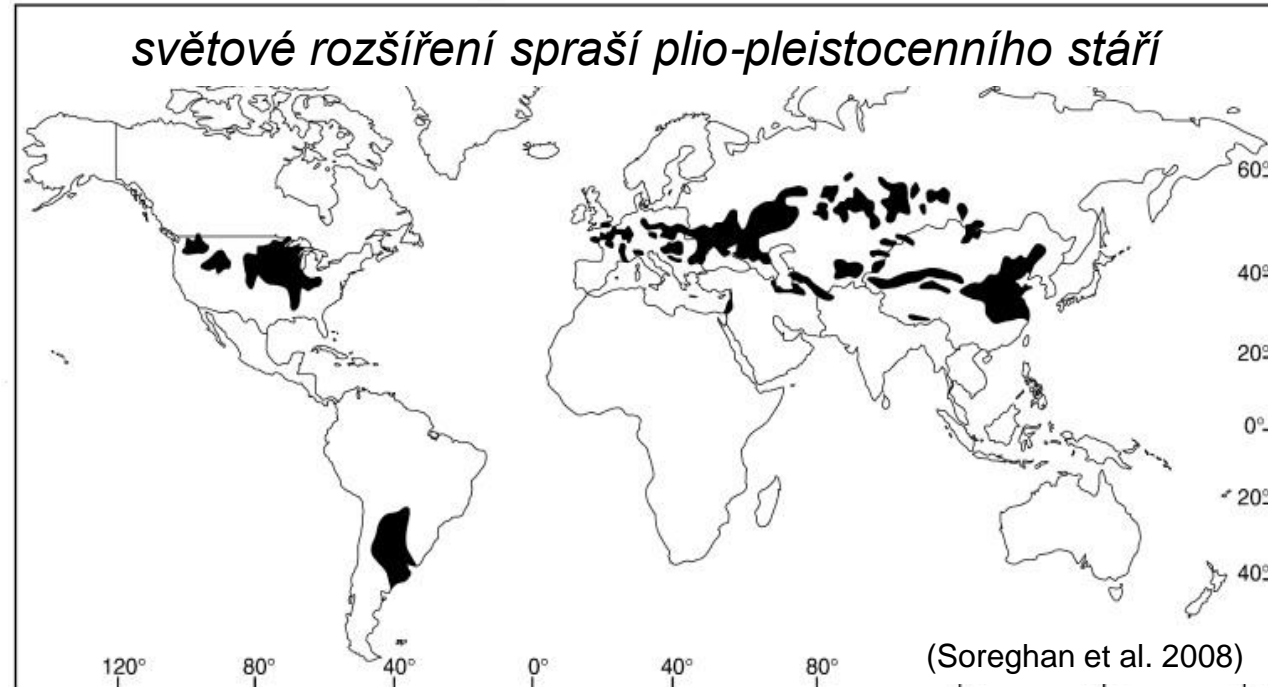 světové rozšíření spraší plio-pleistocenního stáří
60°
40°
20°
0°
20°
40°
120° 80° 40° 0° 40° 80°
(Soreghan et al. 2008)